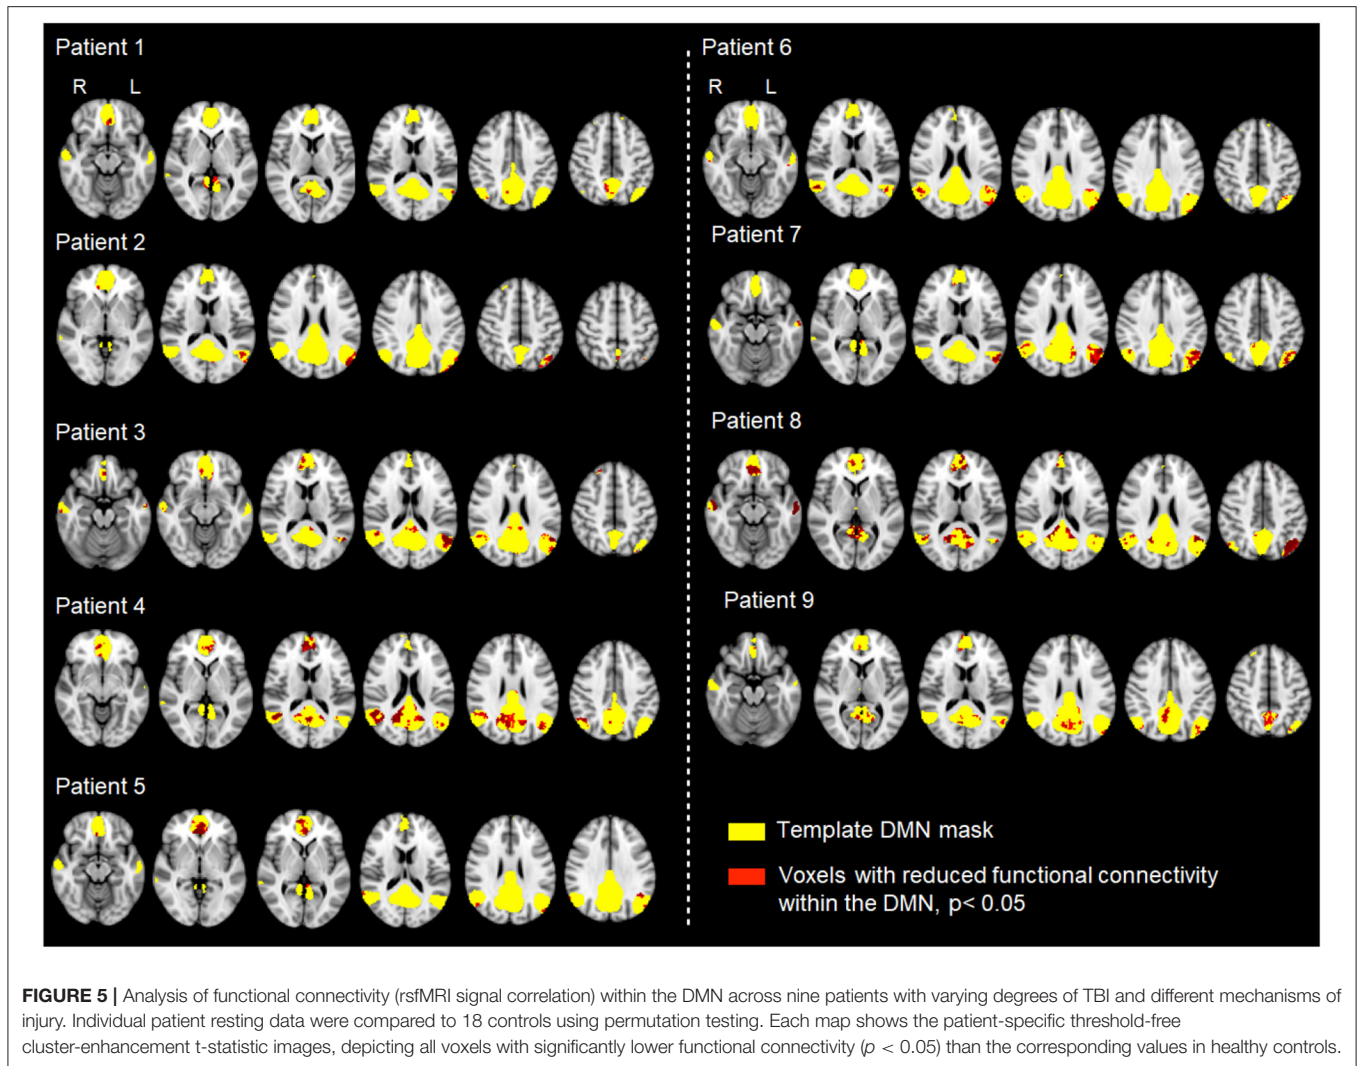 Patient 1
R L
Patient 2
Patient 3
Patient 4
Patient 5
Patient 6
R L
Patient 7
Patient 8
Patient 9
Template DMN mask
Voxels with reduced functional connectivity
within the DMN, p< 0.05
FIGURE 5 | Analysis of functional connectivity (rsfMRI signal correlation) within the DMN across nine patients with varying degrees of TBI and different mechanisms of
injury. Individual patient resting data were compared to 18 controls using permutation testing. Each map shows the patient-specific threshold-free
cluster-enhancement t-statistic images, depicting all voxels with significantly lower functional connectivity (p < 0.05) than the corresponding values in healthy controls.